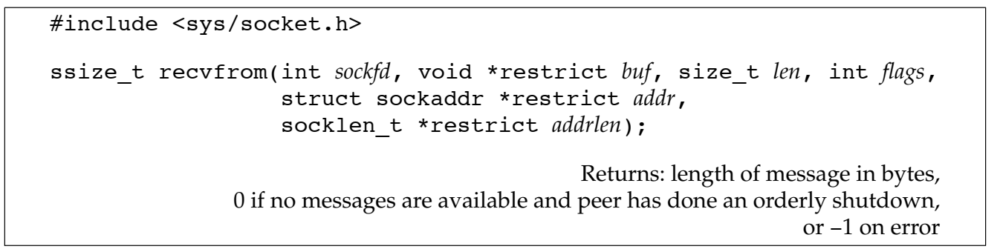 #include <sys/socket.h>
ssize_t recvfrom(int sockfd, void *restrict buf, size_t len, int flags,
struct sockaddr *restrict addr,
socklen_t *restrict addrlen);
Returns: length of message in bytes,
0 if no messages are available and peer has done an orderly shutdown,
or –1 on error